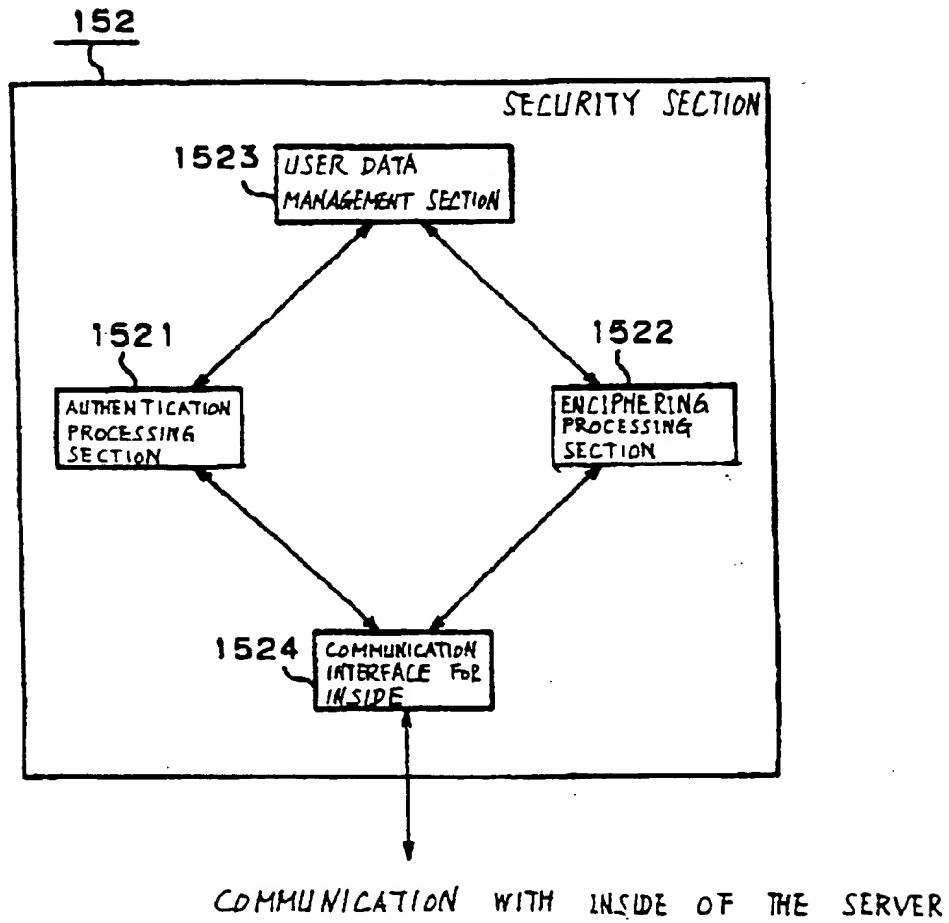 152
SECURITY SECTION
1523
USER DATA
MANAGEMENT SECTION
1521
AUTHENTICATION
PROCESSING
SECTION
1522
ENCIPHERING
PROCESSING
SECTION
1524
COMMUNICATION
INTERFACE FOR
INSIDE
COMMUNICATION WITH INSIDE OF THE SERVER